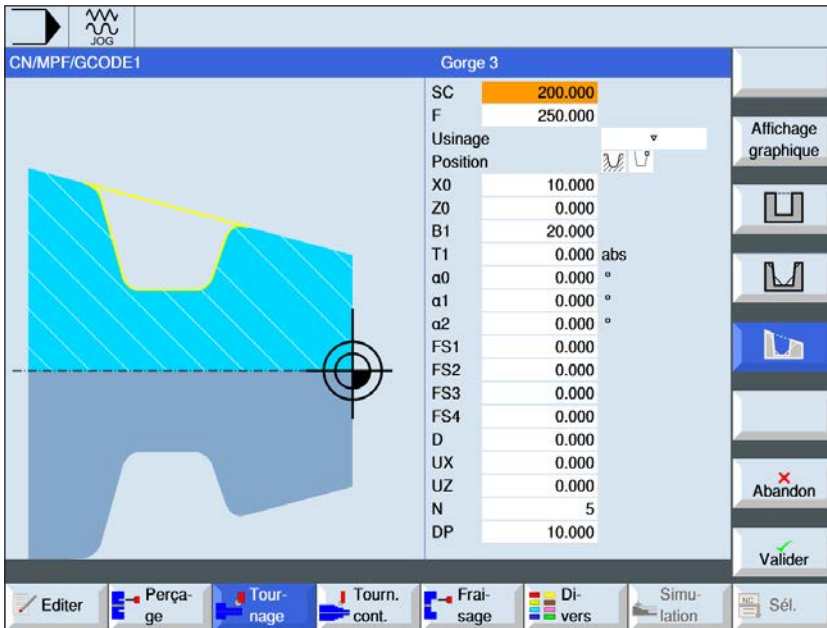 JOG
CN/MPF/GCODE1
Gorge 3
SC 200.000
F 250.000
Usinage ▿
Position
X0 10.000
Z0 0.000
B1 20.000
T1 0.000 abs
α0 0.000 °
α1 0.000 °
α2 0.000 °
FS1 0.000
FS2 0.000
FS3 0.000
FS4 0.000
D 0.000
UX 0.000
UZ 0.000
N 5
DP 10.000
Affichage
graphique
Abandon
Valider
Editer
Perça-
ge
Tour-
nage
Tourn.
cont.
Frai-
sage
Di-
vers
Simu-
lation
NC
Sél.